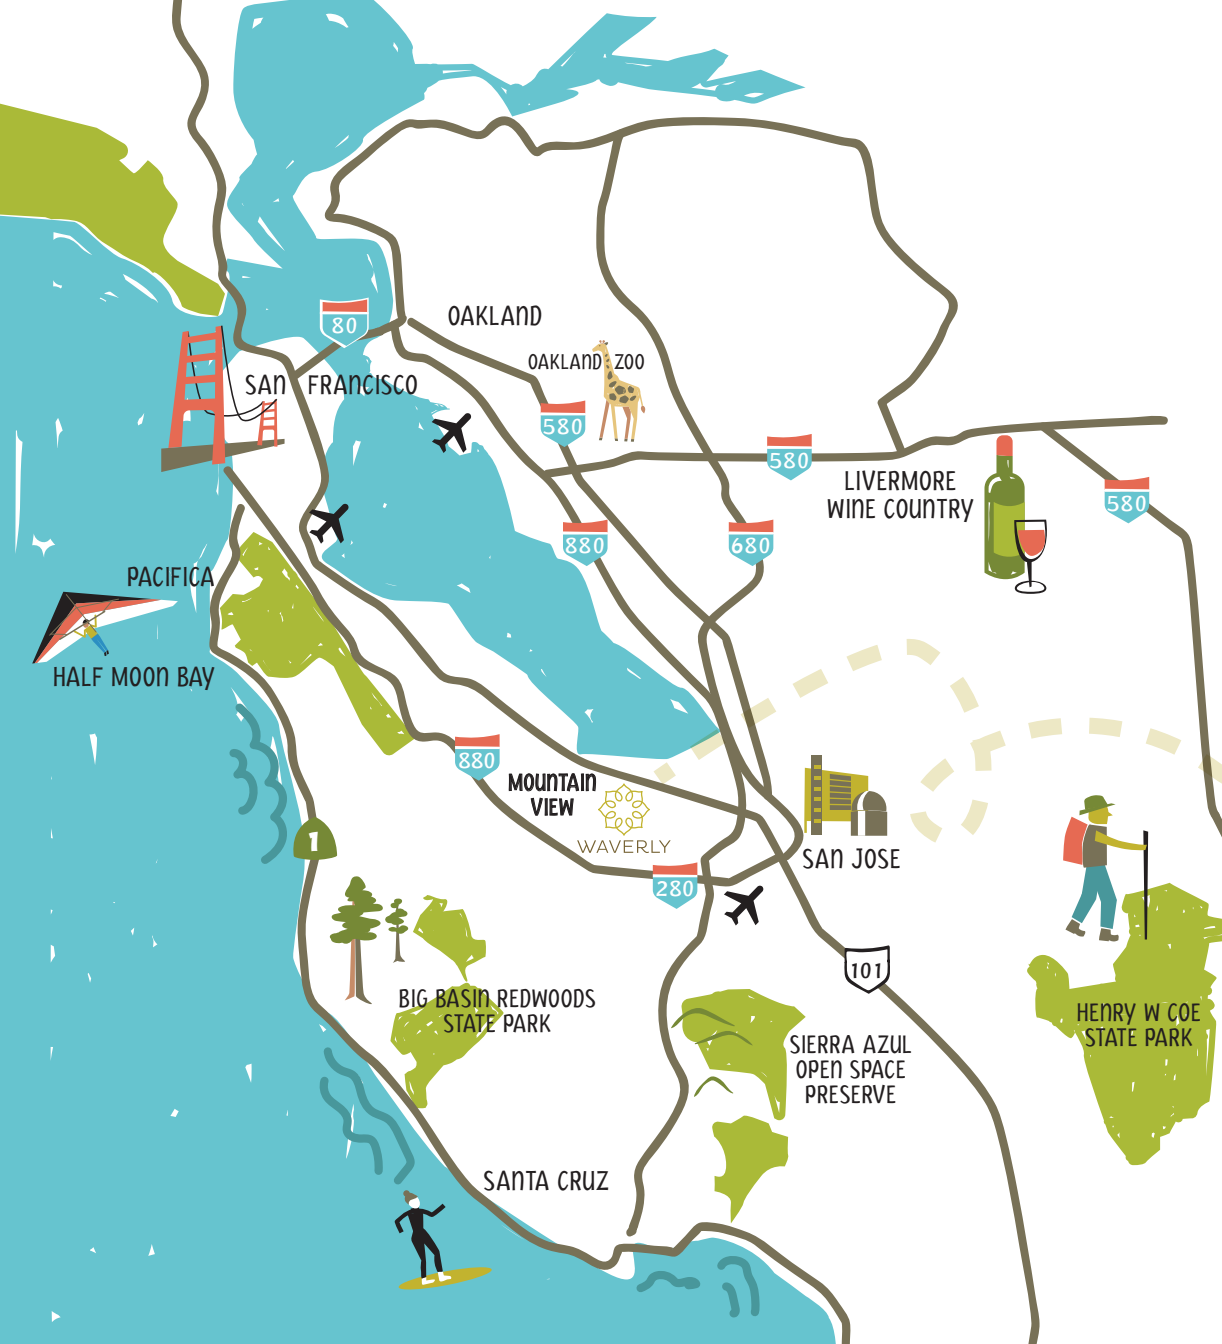 OAKLAND
80
OAKLAND ZOO
SAN FRANCISCO
580
580
LIVERMORE
WINE COUNTRY
580
880
680
PACIFICA
HALF MOON BAY
880
MOUNTAIN
VIEW
WAVERLY
1
SAN JOSE
280
101
BIG BASIN REDWOODS
STATE PARK
HENRY W COE
STATE PARK
SIERRA AZUL
OPEN SPACE
PRESERVE
SANTA CRUZ